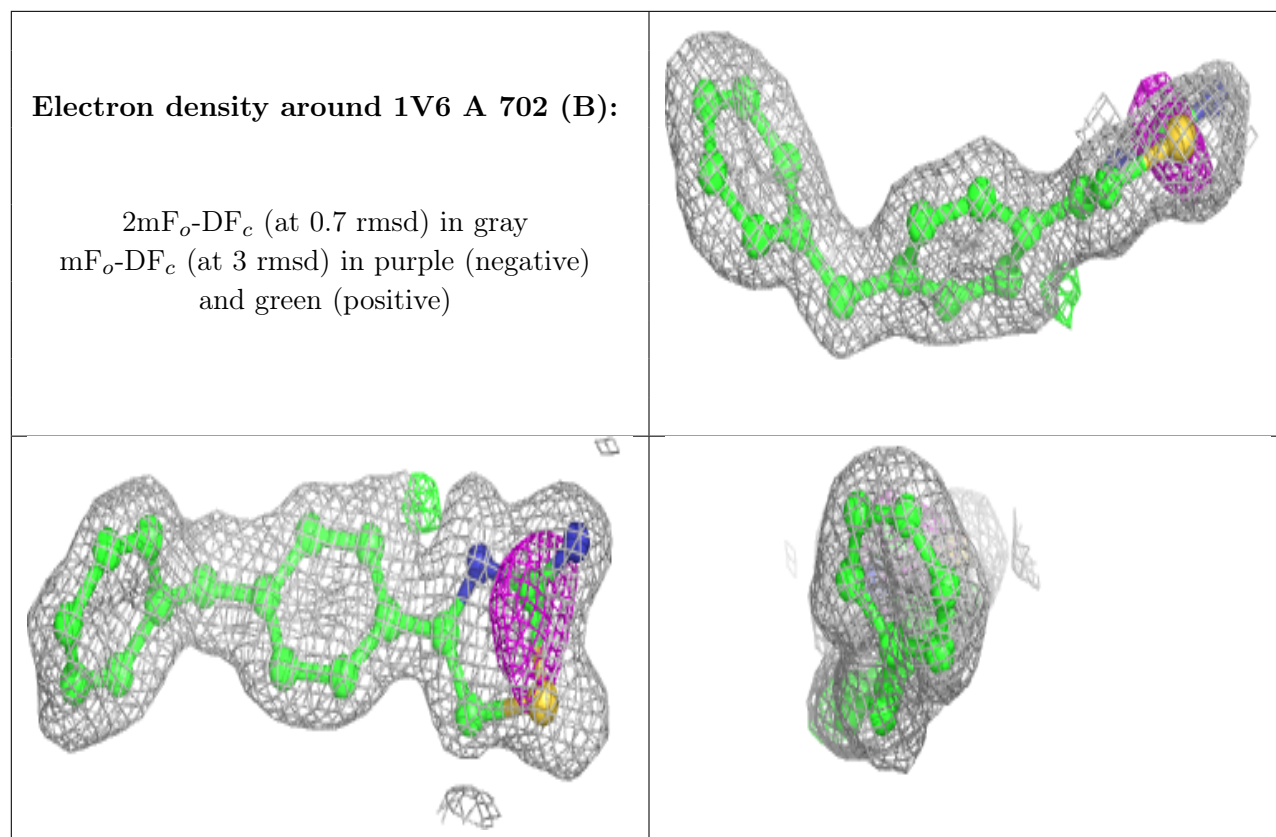 Electron density around 1V6 A 702 (B):
2mFₒ-DF𝒸 (at 0.7 rmsd) in gray
mFₒ-DF𝒸 (at 3 rmsd) in purple (negative)
and green (positive)